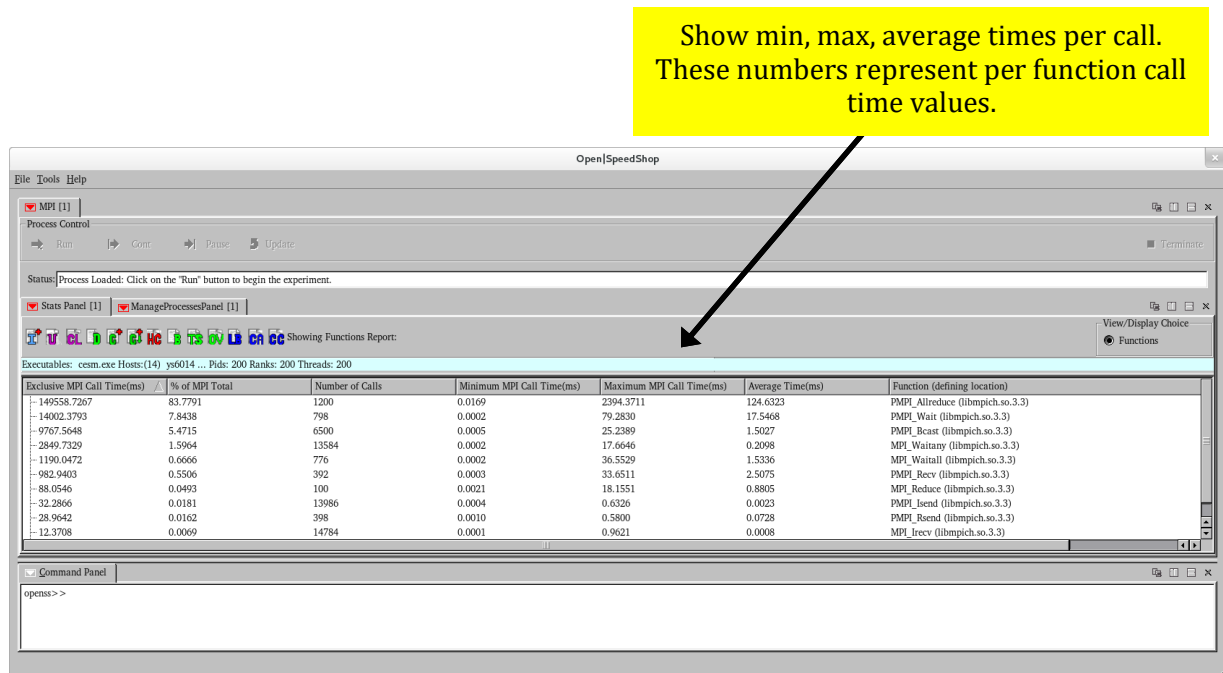 Show min, max, average times per call.
These numbers represent per function call
time values.
Open|SpeedShop
File Tools Help
MPI [1]
Process Control
Run Cont Pause Update Terminate
Status: Process Loaded: Click on the "Run" button to begin the experiment.
Stats Panel [1] ManageProcessesPanel [1]
View/Display Choice
I U CL D C C HC B TS OV LB CA CC Showing Functions Report:
Functions
Executables: cesm.exe Hosts:(14) ys6014 ... Pids: 200 Ranks: 200 Threads: 200
Exclusive MPI Call Time(ms) % of MPI Total Number of Calls Minimum MPI Call Time(ms) Maximum MPI Call Time(ms) Average Time(ms) Function (defining location)
149558.7267 83.7791 1200 0.0169 2394.3711 124.6323 PMPI_Allreduce (libmpich.so.3.3)
14002.3793 7.8438 798 0.0002 79.2830 17.5468 PMPI_Wait (libmpich.so.3.3)
9767.5648 5.4715 6500 0.0005 25.2389 1.5027 PMPI_Bcast (libmpich.so.3.3)
2849.7329 1.5964 13584 0.0002 17.6646 0.2098 MPI_Waitany (libmpich.so.3.3)
1190.0472 0.6666 776 0.0002 36.5529 1.5336 MPI_Waitall (libmpich.so.3.3)
982.9403 0.5506 392 0.0003 33.6511 2.5075 PMPI_Recv (libmpich.so.3.3)
88.0546 0.0493 100 0.0021 18.1551 0.8805 MPI_Reduce (libmpich.so.3.3)
32.2866 0.0181 13986 0.0004 0.6326 0.0023 PMPI_Isend (libmpich.so.3.3)
28.9642 0.0162 398 0.0010 0.5800 0.0728 PMPI_Rsend (libmpich.so.3.3)
12.3708 0.0069 14784 0.0001 0.9621 0.0008 MPI_Irecv (libmpich.so.3.3)
Command Panel
openss>>